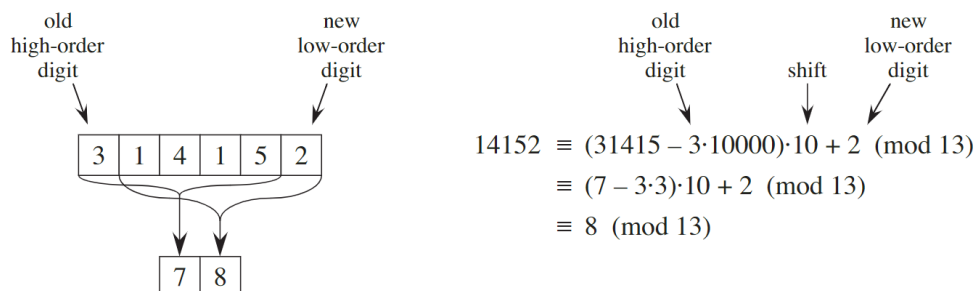 old
high-order
digit
new
low-order
digit
3 1 4 1 5 2
7 8
old
high-order
digit
shift
new
low-order
digit
14152 ≡ (31415 – 3·10000)·10 + 2 (mod 13)
≡ (7 – 3·3)·10 + 2 (mod 13)
≡ 8 (mod 13)